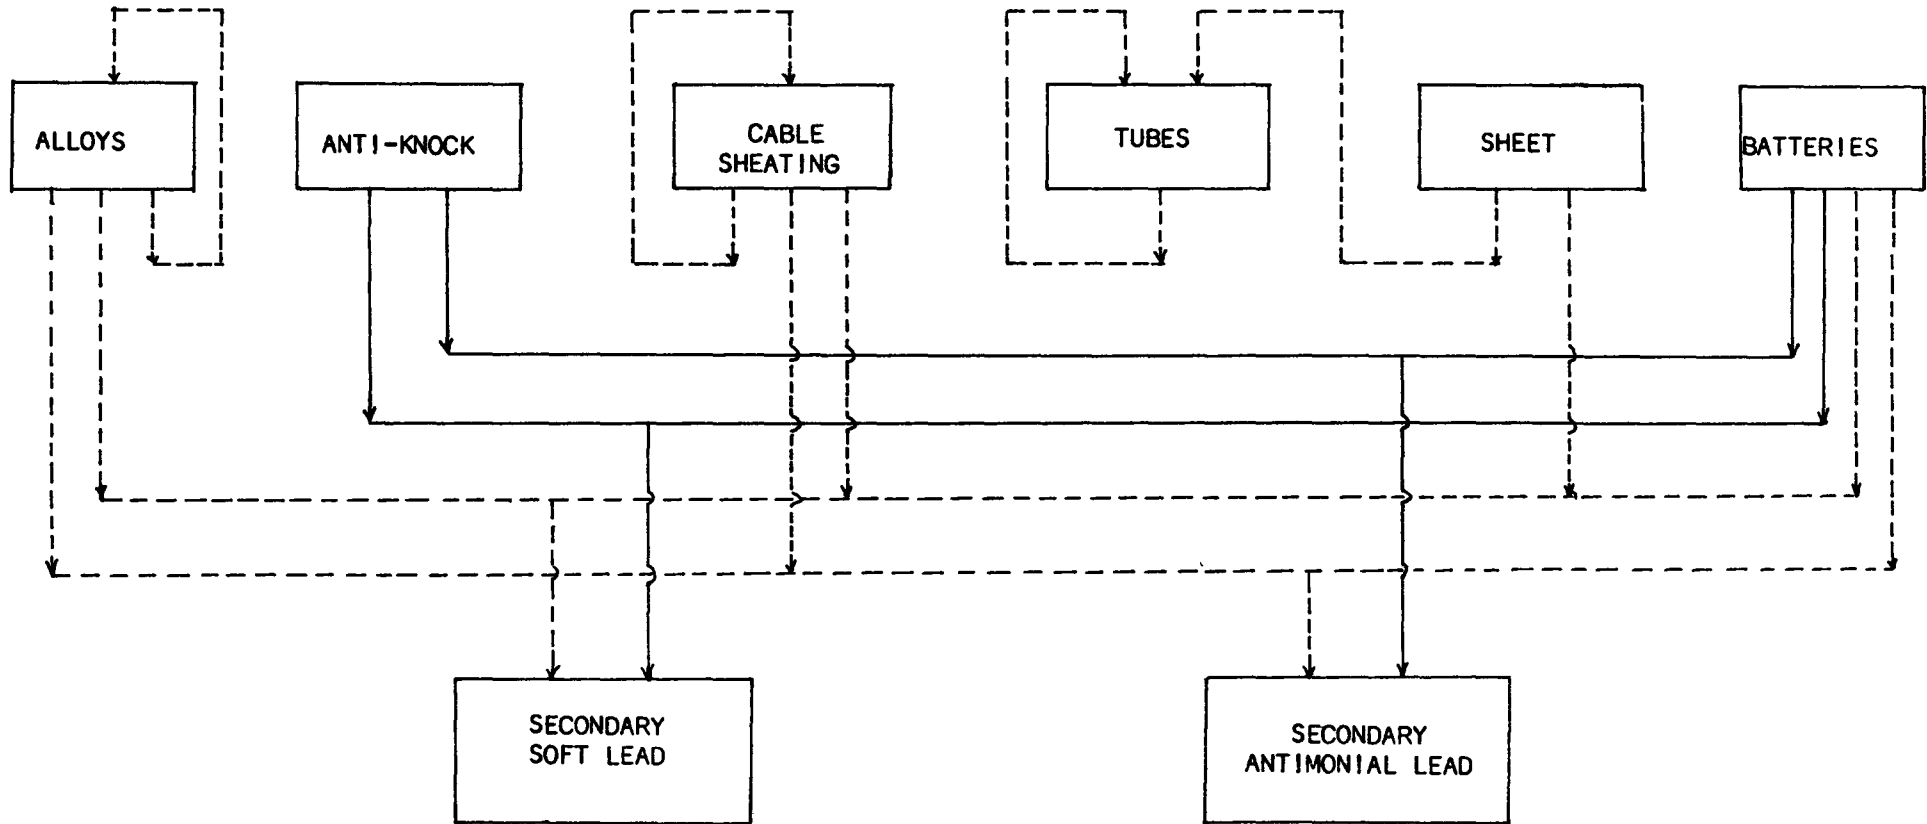 ALLOYS
ANTI-KNOCK
CABLE
SHEATING
TUBES
SHEET
BATTERIES
SECONDARY
SOFT LEAD
SECONDARY
ANTIMONIAL LEAD